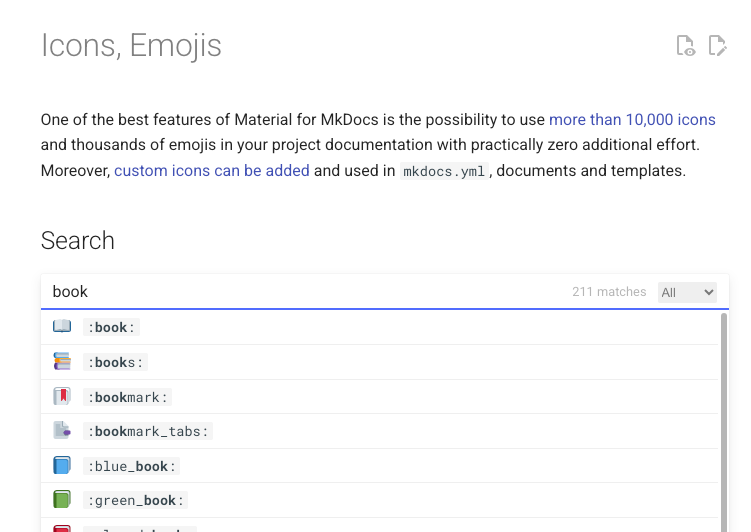 Icons, Emojis
One of the best features of Material for MkDocs is the possibility to use more than 10,000 icons
and thousands of emojis in your project documentation with practically zero additional effort.
Moreover, custom icons can be added and used in mkdocs.yml, documents and templates.
Search
book 211 matches All
:book:
:books:
:bookmark:
:bookmark_tabs:
:blue_book:
:green_book: